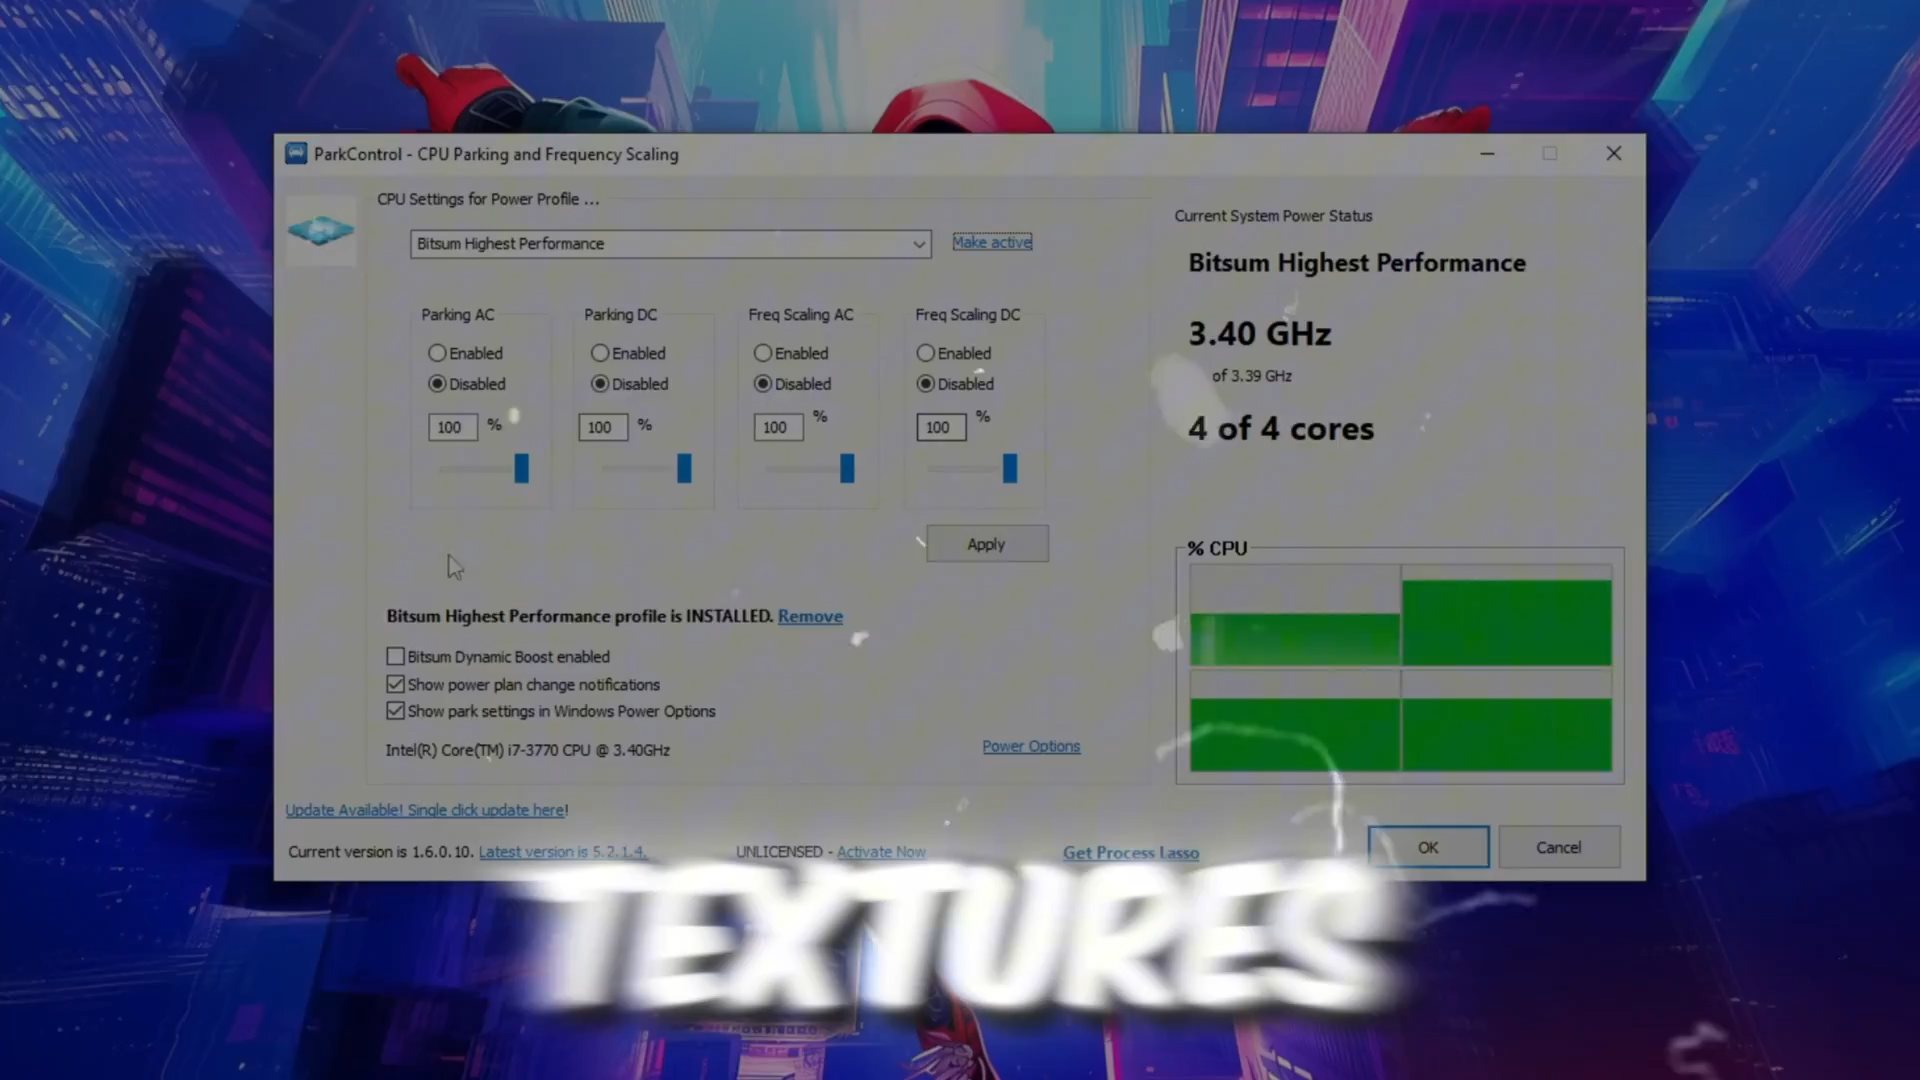 ParkControl - CPU Parking and Frequency Scaling
CPU Settings for Power Profile ...
Bitsum Highest Performance
Make active
Parking AC
Enabled
Disabled
100 %
Parking DC
Enabled
Disabled
100 %
Freq Scaling AC
Enabled
Disabled
100 %
Freq Scaling DC
Enabled
Disabled
100 %
Apply
Bitsum Highest Performance profile is INSTALLED. Remove
Bitsum Dynamic Boost enabled
Show power plan change notifications
Show park settings in Windows Power Options
Intel(R) Core(TM) i7-3770 CPU @ 3.40GHz
Power Options
Current System Power Status
Bitsum Highest Performance
3.40 GHz
of 3.39 GHz
4 of 4 cores
% CPU
Update Available! Single click update here!
Current version is 1.6.0.10. Latest version is 5.2.1.4.
UNLICENSED - Activate Now
Get Process Lasso
OK
Cancel
TEXTURES